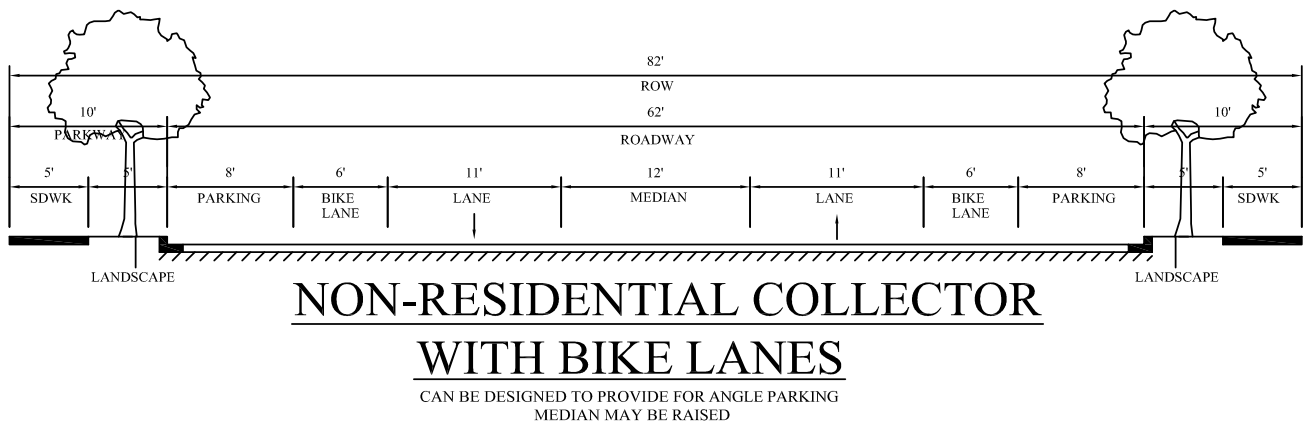 82'
ROW
10'
62'
10'
PARKWAY
ROADWAY
5'
5'
8'
6'
11'
12'
11'
6'
8'
5'
5'
SDWK
PARKING
BIKE
LANE
LANE
MEDIAN
LANE
BIKE
LANE
PARKING
SDWK
LANDSCAPE
LANDSCAPE
NON-RESIDENTIAL COLLECTOR
WITH BIKE LANES
CAN BE DESIGNED TO PROVIDE FOR ANGLE PARKING
MEDIAN MAY BE RAISED